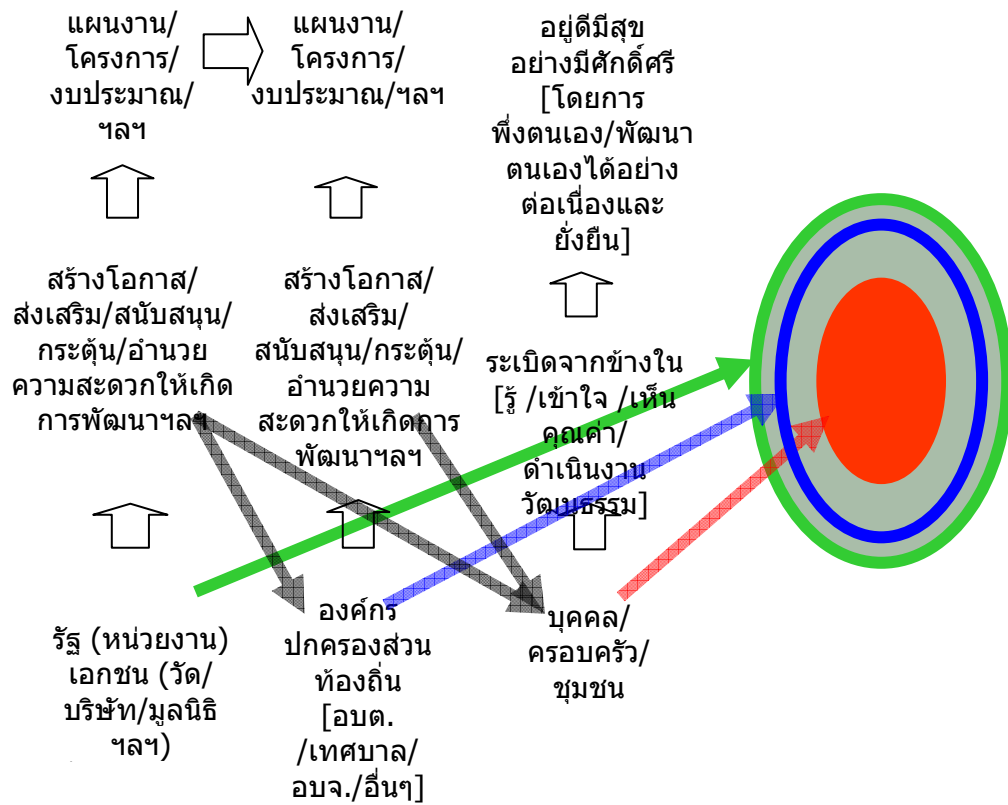 แผนงาน/
โครงการ/
งบประมาณ/
ฯลฯ
แผนงาน/
โครงการ/
งบประมาณ/ฯลฯ
อยู่ดีมีสุข
อย่างมีศักดิ์ศรี
[โดยการ
พึ่งตนเอง/พัฒนา
ตนเองได้อย่าง
ต่อเนื่องและ
ยั่งยืน]
สร้างโอกาส/
ส่งเสริม/สนับสนุน/
กระตุ้น/อำนวย
ความสะดวกให้เกิด
การพัฒนาฯลฯ
สร้างโอกาส/
ส่งเสริม/
สนับสนุน/กระตุ้น/
อำนวยความ
สะดวกให้เกิดการ
พัฒนาฯลฯ
ระเบิดจากข้างใน
[รู้ /เข้าใจ /เห็น
คุณค่า/
ดำเนินงาน
วัฒนธรรม]
รัฐ (หน่วยงาน)
เอกชน (วัด/
บริษัท/มูลนิธิ
ฯลฯ)
องค์กร
ปกครองส่วน
ท้องถิ่น
[อบต.
/เทศบาล/
อบจ./อื่นๆ]
บุคคล/
ครอบครัว/
ชุมชน